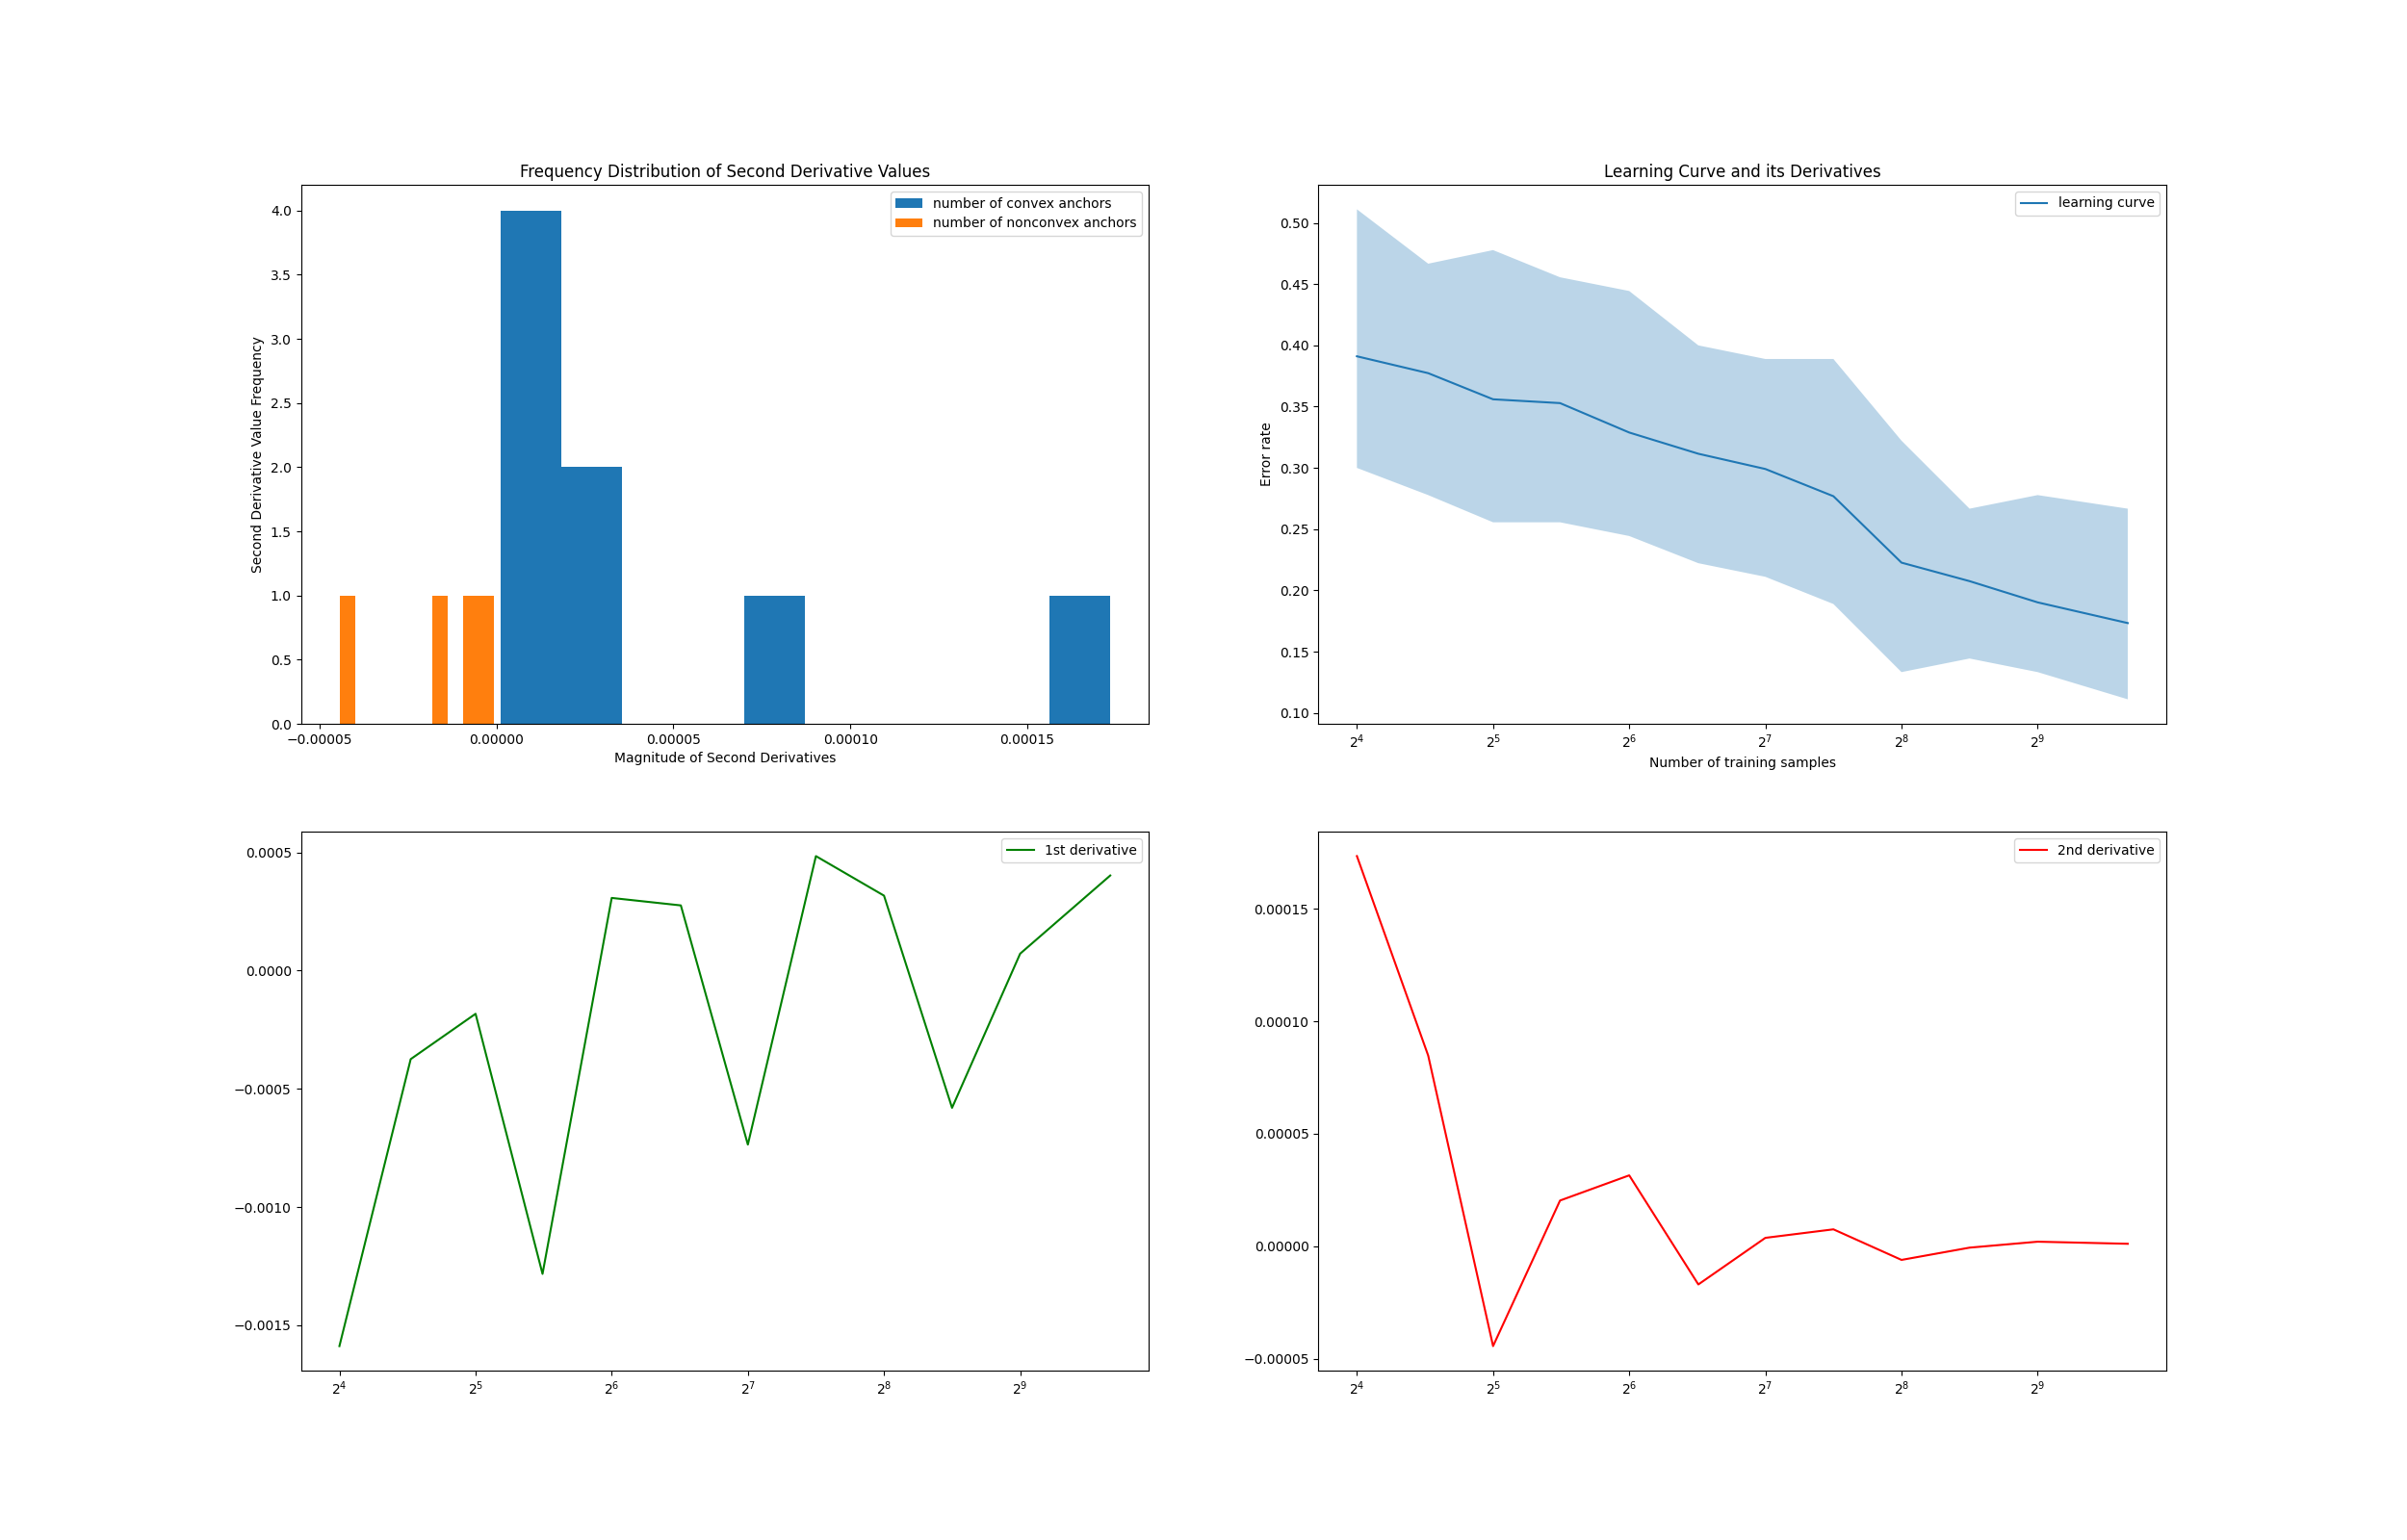 Frequency Distribution of Second Derivative Values
number of convex anchors
number of nonconvex anchors
4.0
3.5
3.0
2.5
2.0
1.5
1.0
0.5
0.0
Second Derivative Value Frequency
−0.00005 0.00000 0.00005 0.00010 0.00015
Magnitude of Second Derivatives
Learning Curve and its Derivatives
learning curve
0.50
0.45
0.40
0.35
0.30
0.25
0.20
0.15
0.10
Error rate
2⁴ 2⁵ 2⁶ 2⁷ 2⁸ 2⁹
Number of training samples
1st derivative
0.0005
0.0000
−0.0005
−0.0010
−0.0015
2⁴ 2⁵ 2⁶ 2⁷ 2⁸ 2⁹
2nd derivative
0.00015
0.00010
0.00005
0.00000
−0.00005
2⁴ 2⁵ 2⁶ 2⁷ 2⁸ 2⁹